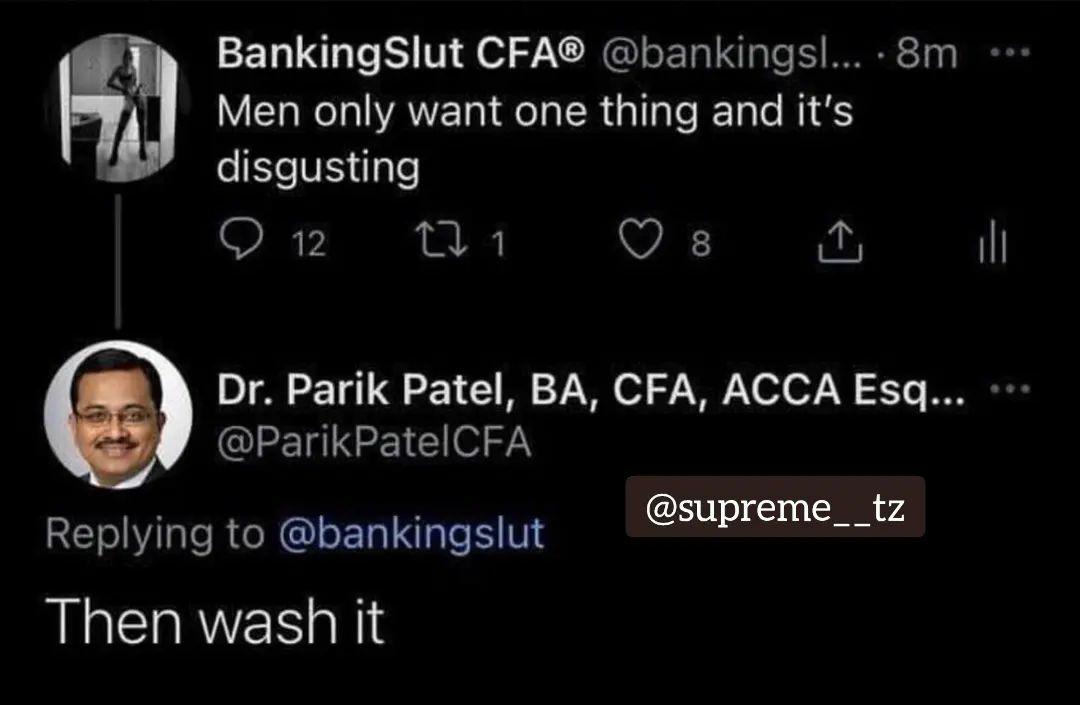 BankingSlut CFA® @bankingsl... · 8m
Men only want one thing and it's
disgusting
12 1 8
Dr. Parik Patel, BA, CFA, ACCA Esq...
@ParikPatelCFA
@supreme__tz
Replying to @bankingslut
Then wash it